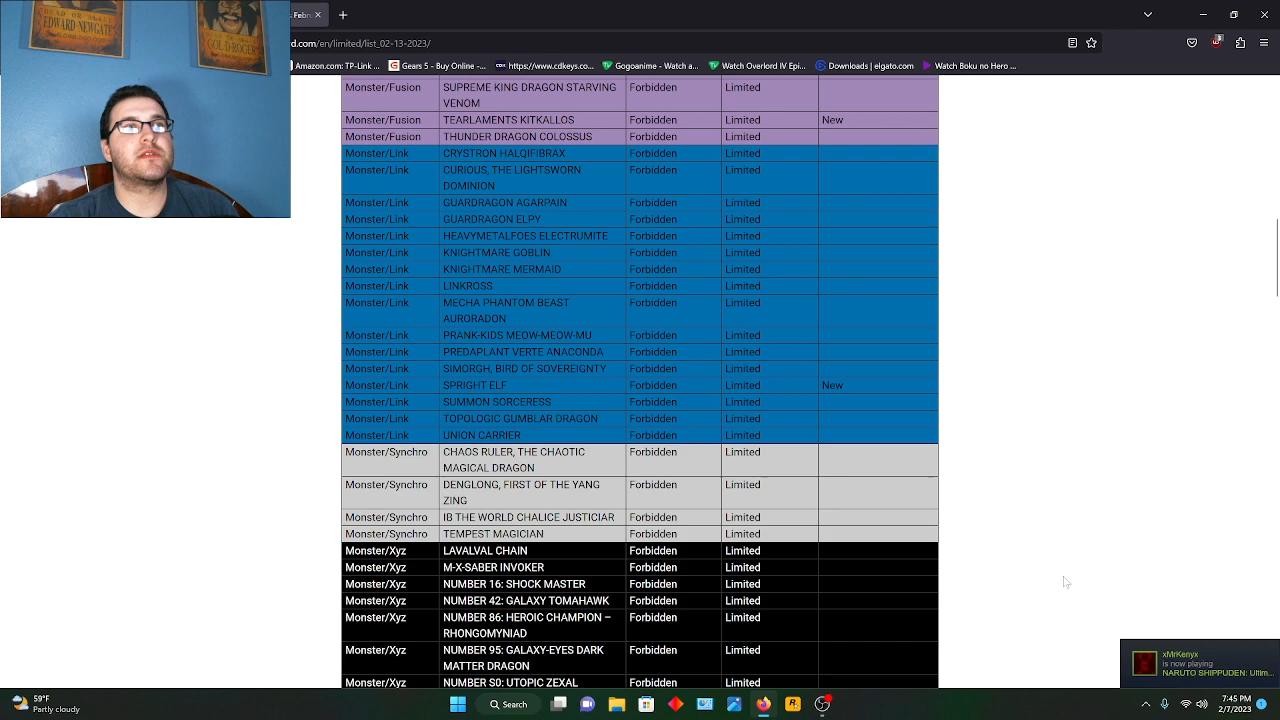 DEAD OR ALIVE
EDWARD·NEWGATE
GOL·D·ROGER
Febru
d.com/en/limited/list_02-13-2023/
Amazon.com: TP-Link ...
Gears 5 - Buy Online -...
https://www.cdkeys.co...
Gogoanime - Watch a...
Watch Overlord IV Epi...
Downloads | elgato.com
Watch Boku no Hero ...
Monster/Fusion SUPREME KING DRAGON STARVING Forbidden Limited
VENOM
Monster/Fusion TEARLAMENTS KITKALLOS Forbidden Limited New
Monster/Fusion THUNDER DRAGON COLOSSUS Forbidden Limited
Monster/Link CRYSTRON HALQIFIBRAX Forbidden Limited
Monster/Link CURIOUS, THE LIGHTSWORN Forbidden Limited
DOMINION
Monster/Link GUARDRAGON AGARPAIN Forbidden Limited
Monster/Link GUARDRAGON ELPY Forbidden Limited
Monster/Link HEAVYMETALFOES ELECTRUMITE Forbidden Limited
Monster/Link KNIGHTMARE GOBLIN Forbidden Limited
Monster/Link KNIGHTMARE MERMAID Forbidden Limited
Monster/Link LINKROSS Forbidden Limited
Monster/Link MECHA PHANTOM BEAST Forbidden Limited
AURORADON
Monster/Link PRANK-KIDS MEOW-MEOW-MU Forbidden Limited
Monster/Link PREDAPLANT VERTE ANACONDA Forbidden Limited
Monster/Link SIMORGH, BIRD OF SOVEREIGNTY Forbidden Limited
Monster/Link SPRIGHT ELF Forbidden Limited New
Monster/Link SUMMON SORCERESS Forbidden Limited
Monster/Link TOPOLOGIC GUMBLAR DRAGON Forbidden Limited
Monster/Link UNION CARRIER Forbidden Limited
Monster/Synchro CHAOS RULER, THE CHAOTIC Forbidden Limited
MAGICAL DRAGON
Monster/Synchro DENGLONG, FIRST OF THE YANG Forbidden Limited
ZING
Monster/Synchro IB THE WORLD CHALICE JUSTICIAR Forbidden Limited
Monster/Synchro TEMPEST MAGICIAN Forbidden Limited
Monster/Xyz LAVALVAL CHAIN Forbidden Limited
Monster/Xyz M-X-SABER INVOKER Forbidden Limited
Monster/Xyz NUMBER 16: SHOCK MASTER Forbidden Limited
Monster/Xyz NUMBER 42: GALAXY TOMAHAWK Forbidden Limited
Monster/Xyz NUMBER 86: HEROIC CHAMPION – Forbidden Limited
RHONGOMYNIAD
Monster/Xyz NUMBER 95: GALAXY-EYES DARK Forbidden Limited
MATTER DRAGON
Monster/Xyz NUMBER S0: UTOPIC ZEXAL Forbidden Limited
xMrKenyx
is now playing
NARUTO SHIPPUDEN: Ultim...
59°F
Partly cloudy
Search
7:45 PM
2/7/2023